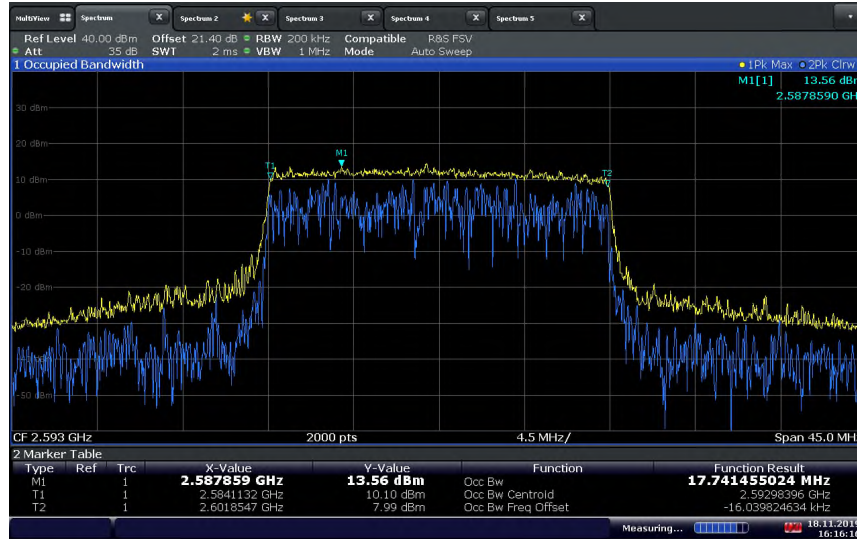 MultiView Spectrum X Spectrum 2 X Spectrum 3 X Spectrum 4 X Spectrum 5 X
Ref Level 40.00 dBm Offset 21.40 dB RBW 200 kHz Compatible R&S FSV
Att 35 dB SWT 2 ms VBW 1 MHz Mode Auto Sweep
1 Occupied Bandwidth 1Pk Max 2Pk Clrw
M1[1] 13.56 dBm
2.5878590 GH
30 dBm
20 dBm
M1
T1
T2
10 dBm
0 dBm
-10 dBm
-20 dBm
-50 dBm
CF 2.593 GHz 2000 pts 4.5 MHz/ Span 45.0 MH
2 Marker Table
Type Ref Trc X-Value Y-Value Function Function Result
M1 1 2.587859 GHz 13.56 dBm Occ Bw 17.741455024 MHz
T1 1 2.5841132 GHz 10.10 dBm Occ Bw Centroid 2.59298396 GHz
T2 1 2.6018547 GHz 7.99 dBm Occ Bw Freq Offset -16.039824634 kHz
Measuring... 18.11.2019
16:16:16